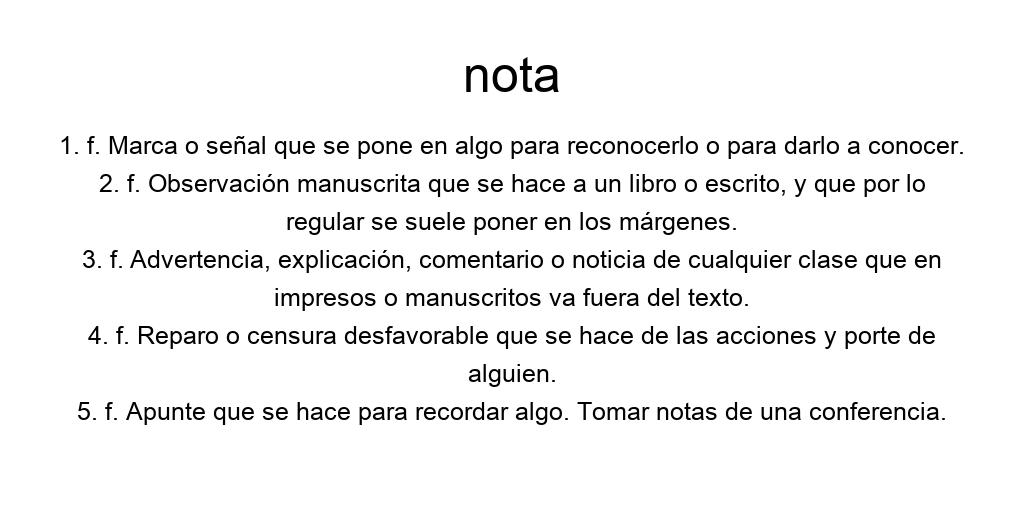 nota
1. f. Marca o señal que se pone en algo para reconocerlo o para darlo a conocer.
2. f. Observación manuscrita que se hace a un libro o escrito, y que por lo
regular se suele poner en los márgenes.
3. f. Advertencia, explicación, comentario o noticia de cualquier clase que en
impresos o manuscritos va fuera del texto.
4. f. Reparo o censura desfavorable que se hace de las acciones y porte de
alguien.
5. f. Apunte que se hace para recordar algo. Tomar notas de una conferencia.